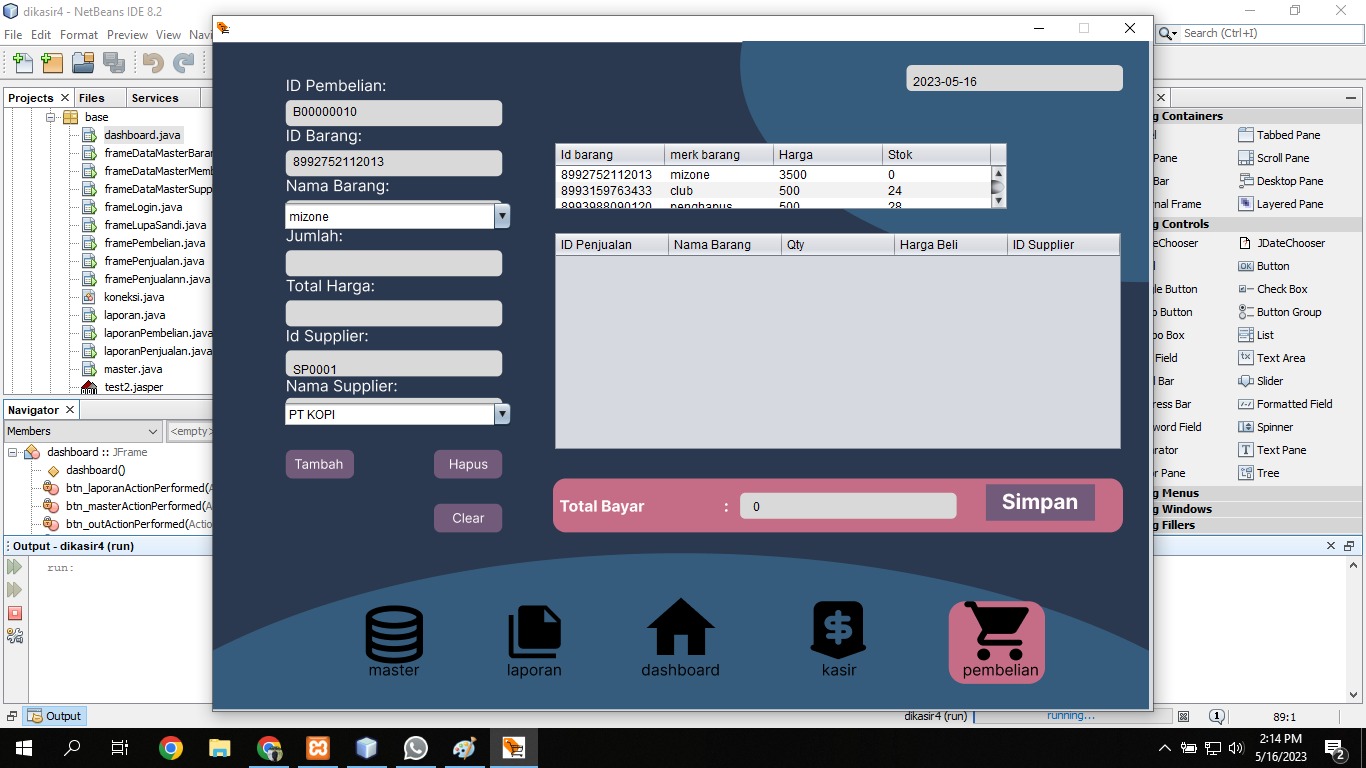 dikasir4 - NetBeans IDE 8.2
File Edit Format Preview View Navi
Search (Ctrl+I)
Projects Files Services
base
dashboard.java
frameDataMasterBaran
frameDataMasterMemb
frameDataMasterSupp
frameLogin.java
frameLupaSandi.java
framePembelian.java
framePenjualan.java
framePenjualann.java
koneksi.java
laporan.java
laporanPembelian.java
laporanPenjualan.java
master.java
test2.jasper
Navigator
Members
<empty>
dashboard :: JFrame
dashboard()
btn_laporanActionPerformed(A
btn_masterActionPerformed(A
btn_outActionPerformed(Action
Output - dikasir4 (run)
run:
Output
ID Pembelian:
B00000010
ID Barang:
8992752112013
Nama Barang:
mizone
Jumlah:
Total Harga:
Id Supplier:
SP0001
Nama Supplier:
PT KOPI
Tambah
Hapus
Clear
2023-05-16
Id barang merk barang Harga Stok
8992752112013 mizone 3500 0
8993159763433 club 500 24
8993988090120 penghapus 500 28
ID Penjualan Nama Barang Qty Harga Beli ID Supplier
Total Bayar : 0
Simpan
master
laporan
dashboard
kasir
pembelian
g Containers
el Tabbed Pane
Pane Scroll Pane
Bar Desktop Pane
nal Frame Layered Pane
g Controls
eChooser JDateChooser
l Button
le Button Check Box
o Button Button Group
bo Box List
Field Text Area
l Bar Slider
ress Bar Formatted Field
word Field Spinner
rator Text Pane
r Pane Tree
g Menus
g Windows
g Fillers
dikasir4 (run) running...
1
89:1
2:14 PM
5/16/2023
2